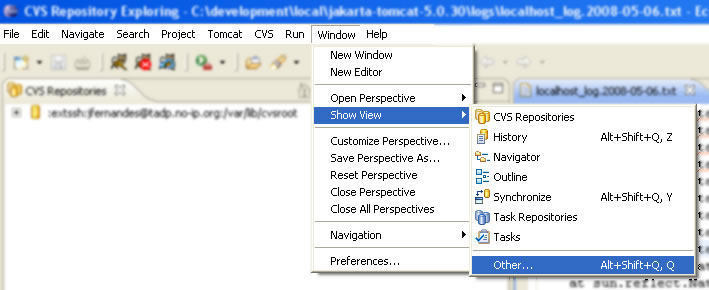 CVS Repository Exploring - C:\development\local\jakarta-tomcat-5.0.30\logs\localhost_log.2008-05-06.txt - Ec
File Edit Navigate Search Project Tomcat CVS Run Window Help
CVS Repositories
:extssh:jfernandes@tadp.no-ip.org:/var/lib/cvsroot
New Window
New Editor
Open Perspective
Show View
Customize Perspective...
Save Perspective As...
Reset Perspective
Close Perspective
Close All Perspectives
Navigation
Preferences...
localhost_log.2008-05-06.txt
CVS Repositories
History Alt+Shift+Q, Z
Navigator
Outline
Synchronize Alt+Shift+Q, Y
Task Repositories
Tasks
Other... Alt+Shift+Q, Q
at sun.reflect.Nat